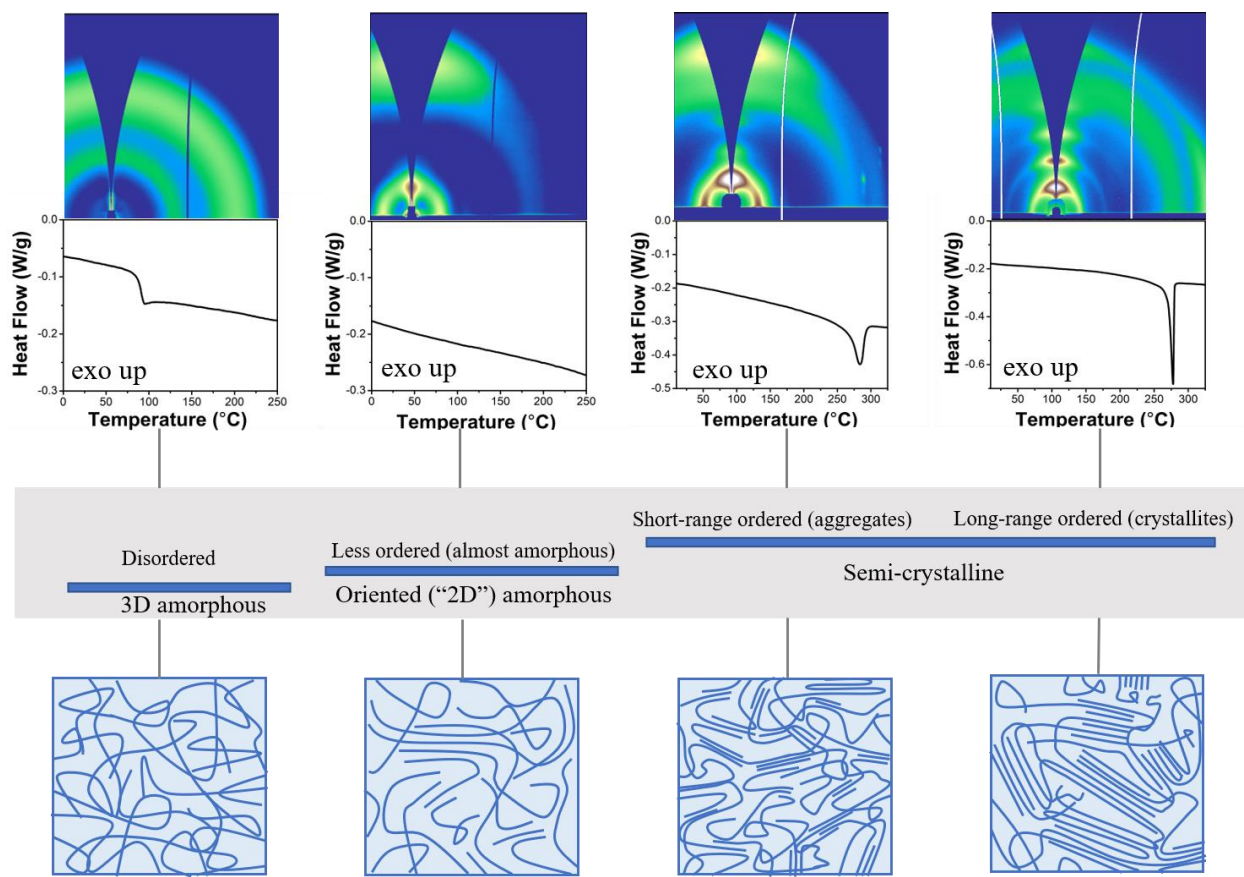 0.0
-0.1
-0.2
-0.3
Heat Flow (W/g)
exo up
0 50 100 150 200 250
Temperature (°C)
0.0
-0.1
-0.2
-0.3
Heat Flow (W/g)
exo up
0 50 100 150 200 250
Temperature (°C)
0.0
-0.1
-0.2
-0.3
-0.4
-0.5
Heat Flow (W/g)
exo up
50 100 150 200 250 300
Temperature (°C)
0.0
-0.2
-0.4
-0.6
Heat Flow (W/g)
exo up
50 100 150 200 250 300
Temperature (°C)
Disordered
3D amorphous
Less ordered (almost amorphous)
Oriented (“2D”) amorphous
Short-range ordered (aggregates)
Long-range ordered (crystallites)
Semi-crystalline